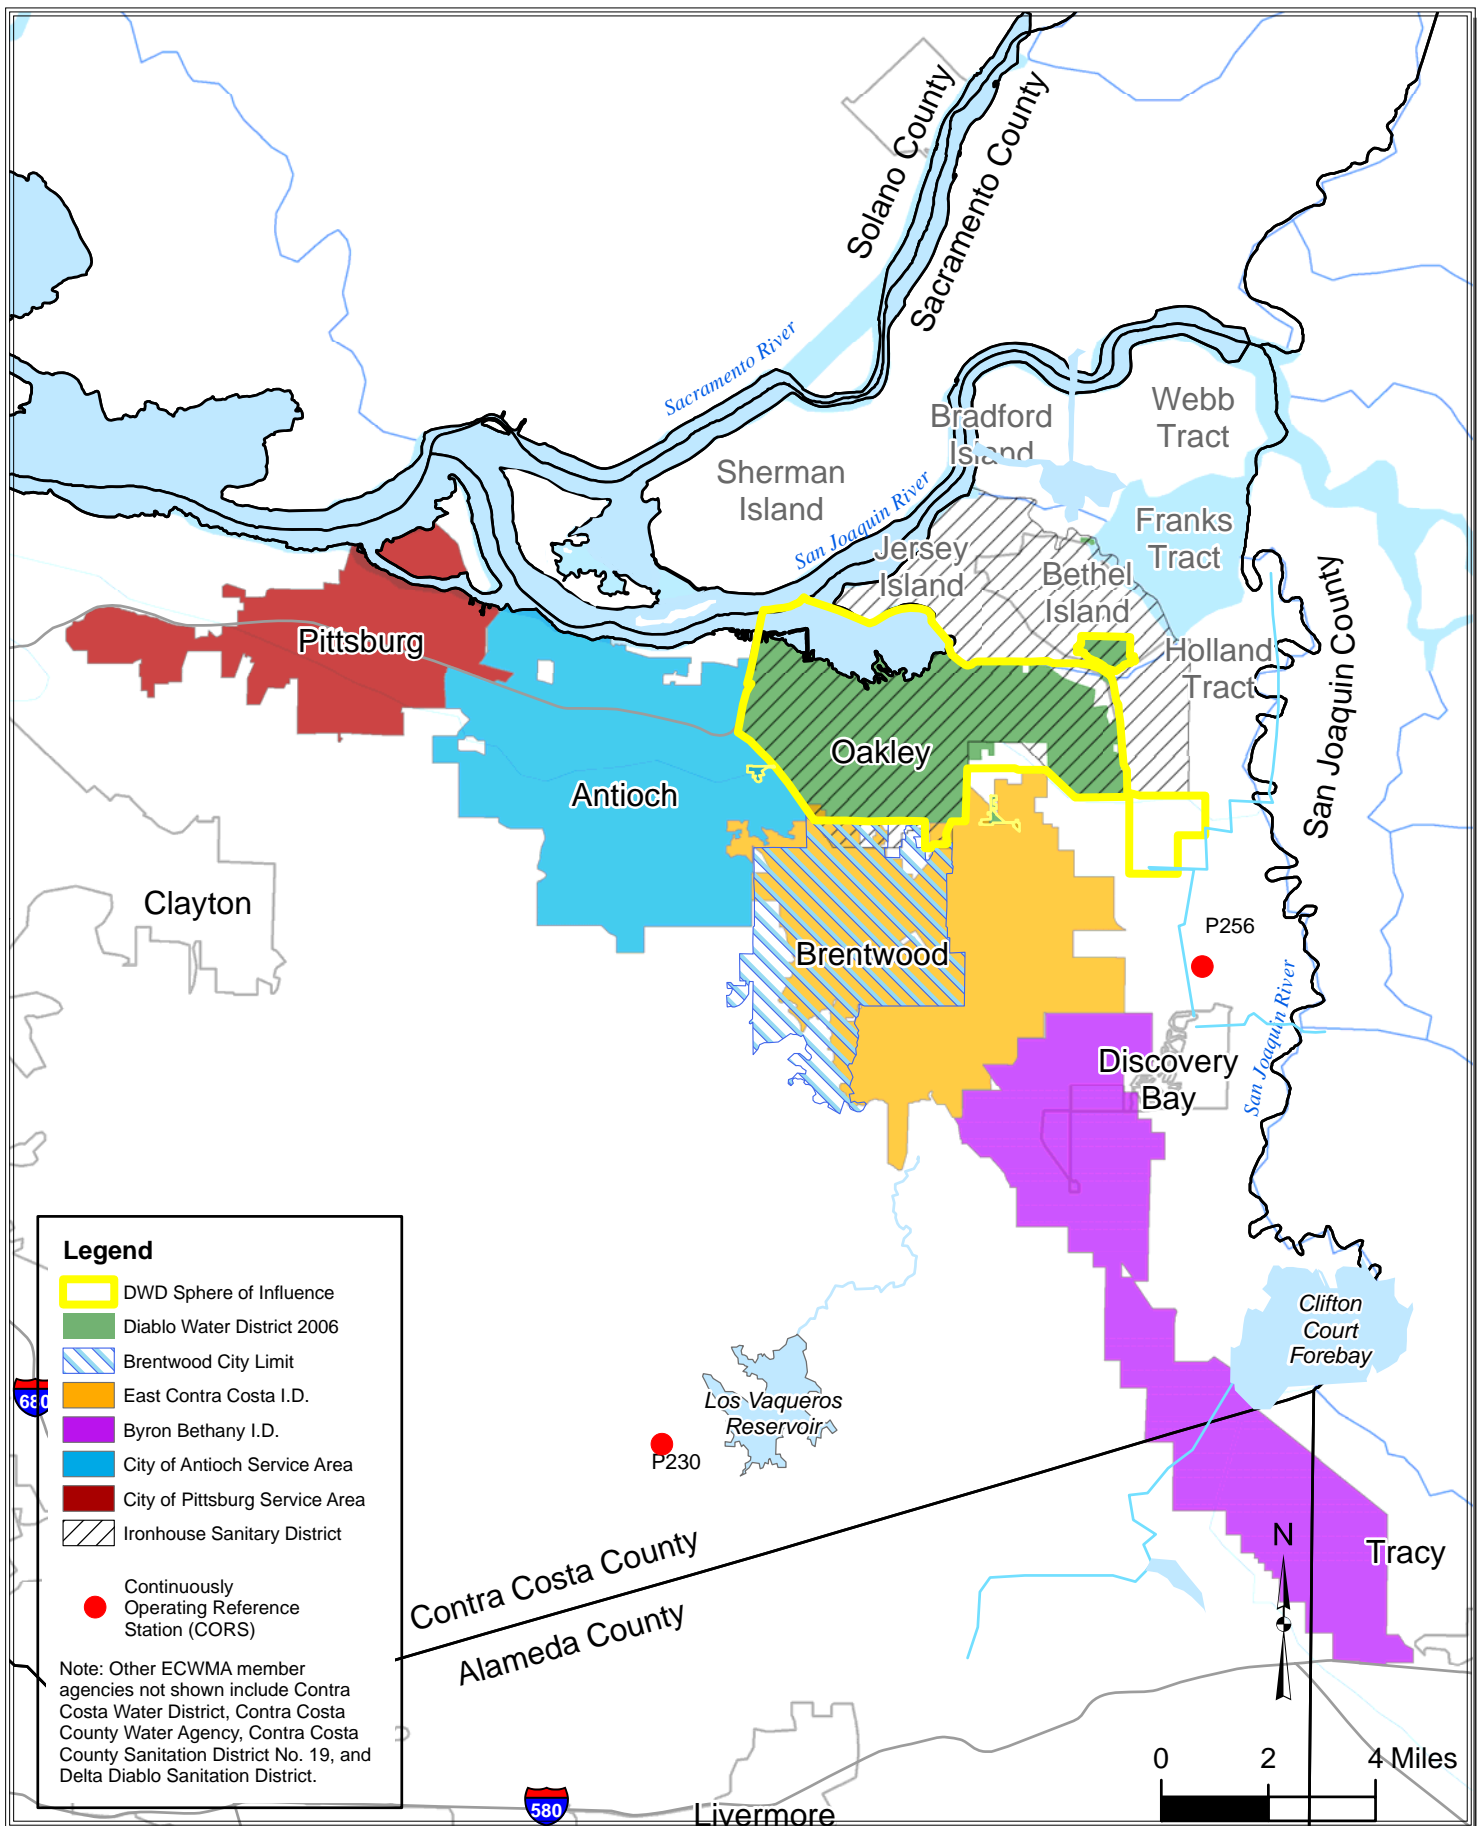 Solano County
Sacramento County
Sacramento River
Bradford
Island
Webb
Tract
Sherman
Island
San Joaquin River
Franks
Tract
Jersey
Island
Bethel
Island
San Joaquin County
Pittsburg
Holland
Tract
Oakley
Antioch
Clayton
P256
Brentwood
San Joaquin River
Discovery
Bay
Legend
DWD Sphere of Influence
Diablo Water District 2006
Brentwood City Limit
East Contra Costa I.D.
Byron Bethany I.D.
City of Antioch Service Area
City of Pittsburg Service Area
Ironhouse Sanitary District
Continuously
Operating Reference
Station (CORS)
Note: Other ECWMA member
agencies not shown include Contra
Costa Water District, Contra Costa
County Water Agency, Contra Costa
County Sanitation District No. 19, and
Delta Diablo Sanitation District.
680
Clifton
Court
Forebay
Los Vaqueros
Reservoir
P230
Contra Costa County
Alameda County
N
Tracy
0 2 4 Miles
580
Livermore